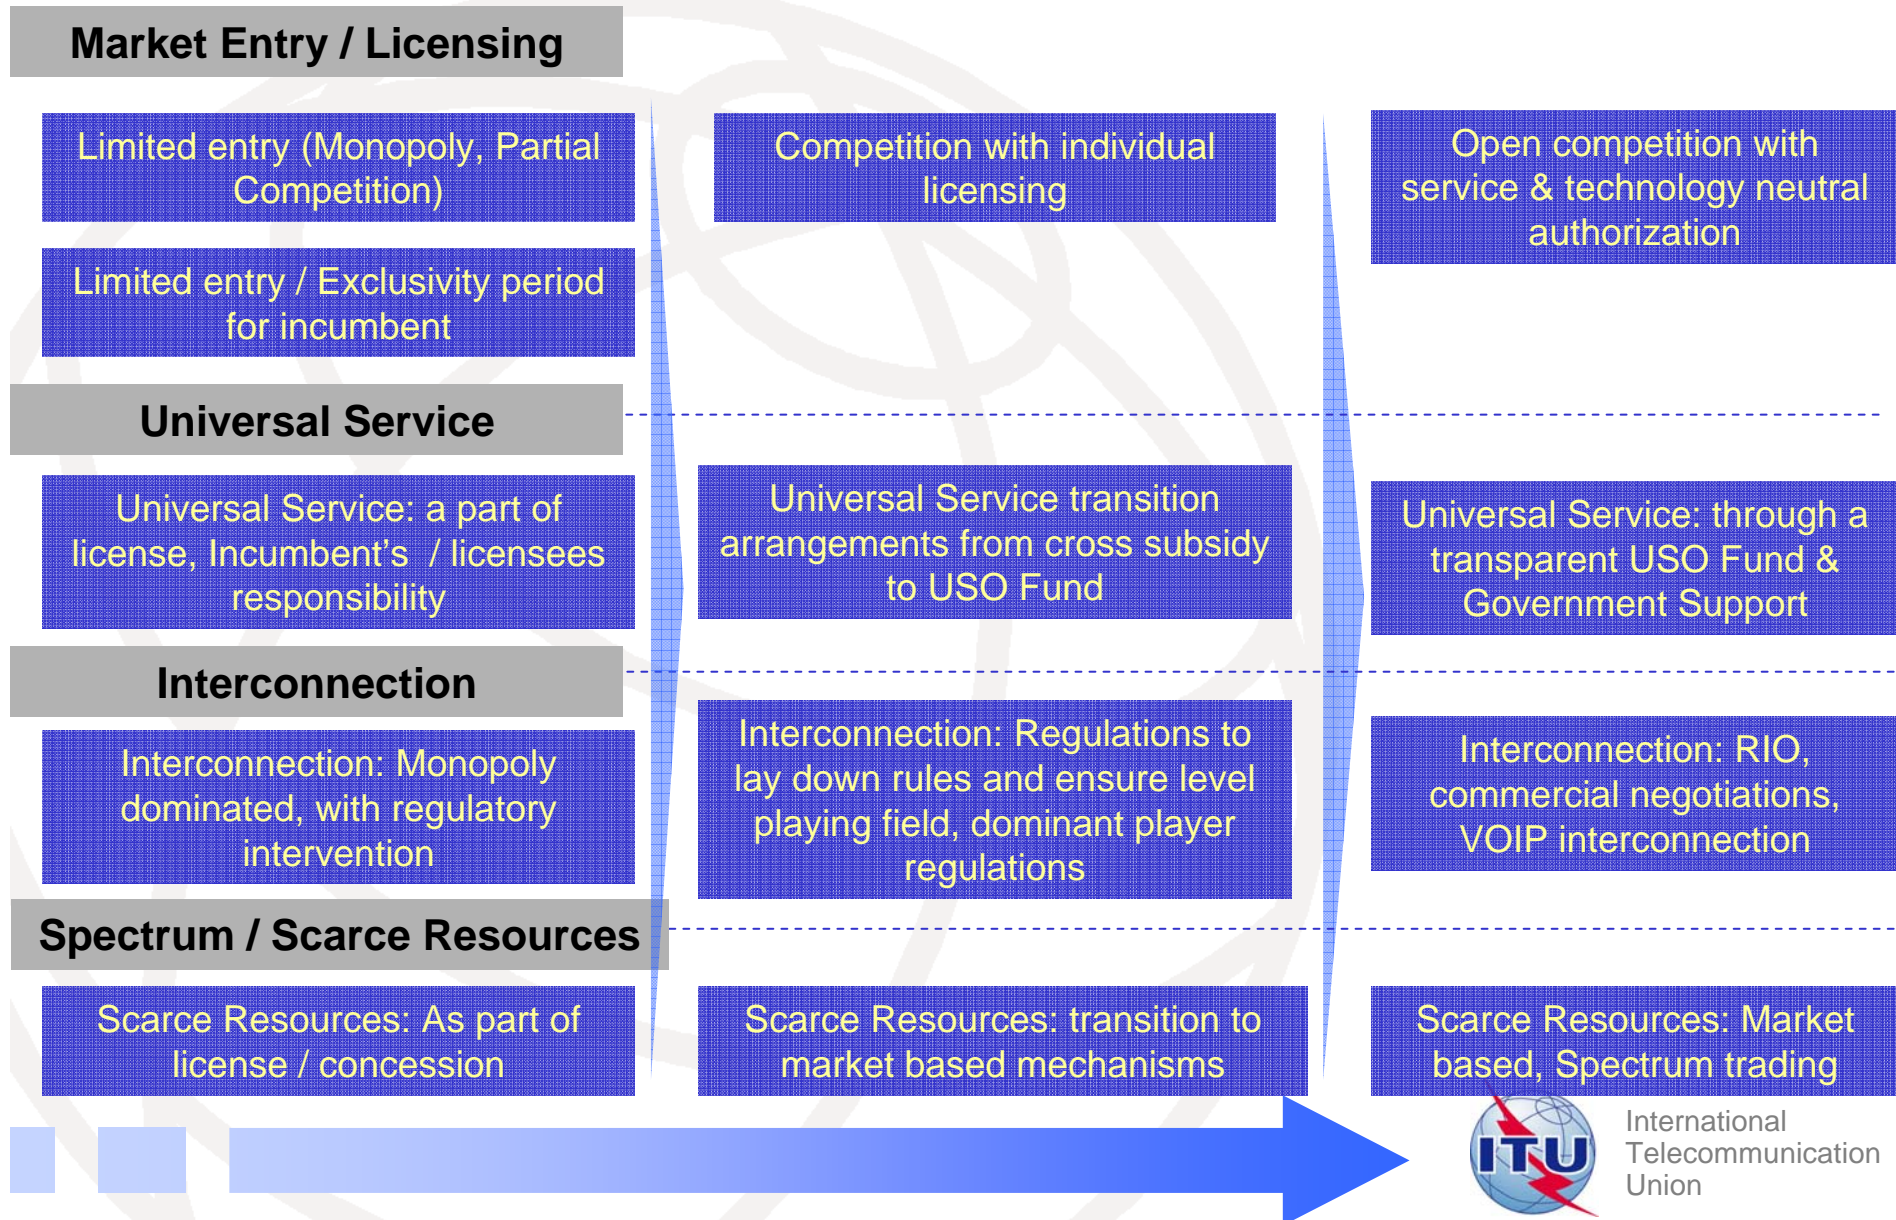 Market Entry / Licensing
Limited entry (Monopoly, Partial
Competition)
Competition with individual
licensing
Open competition with
service & technology neutral
authorization
Limited entry / Exclusivity period
for incumbent
Universal Service
Universal Service: a part of
license, Incumbent’s  / licensees
responsibility
Universal Service transition
arrangements from cross subsidy
to USO Fund
Universal Service: through a
transparent USO Fund &
Government Support
Interconnection
Interconnection: Monopoly
dominated, with regulatory
intervention
Interconnection: Regulations to
lay down rules and ensure level
playing field, dominant player
regulations
Interconnection: RIO,
commercial negotiations,
VOIP interconnection
Spectrum / Scarce Resources
Scarce Resources: As part of
license / concession
Scarce Resources: transition to
market based mechanisms
Scarce Resources: Market
based, Spectrum trading
ITU
International
Telecommunication
Union